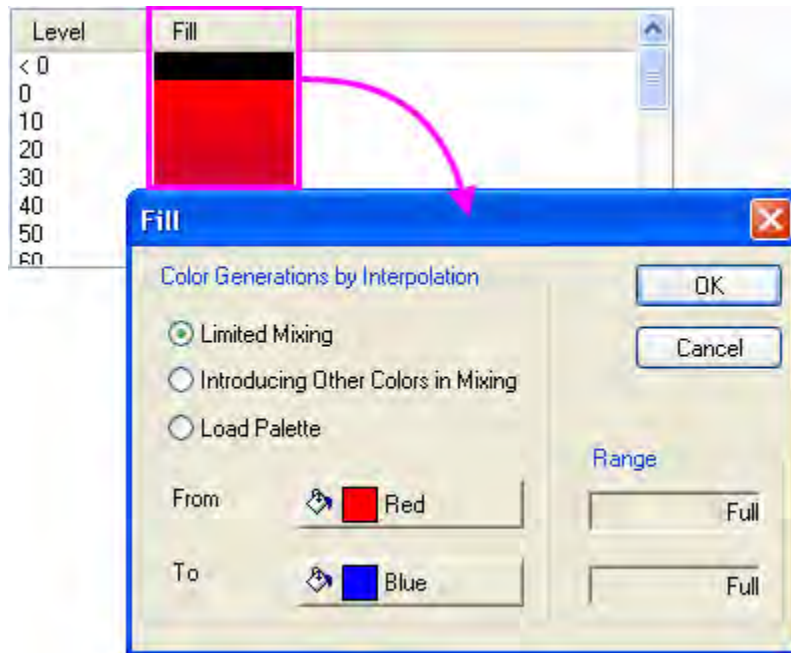 Level Fill
< 0
0
10
20
30
40
50
60
Fill
Color Generations by Interpolation
OK
Limited Mixing
Cancel
Introducing Other Colors in Mixing
Load Palette
Range
From Red Full
To Blue Full